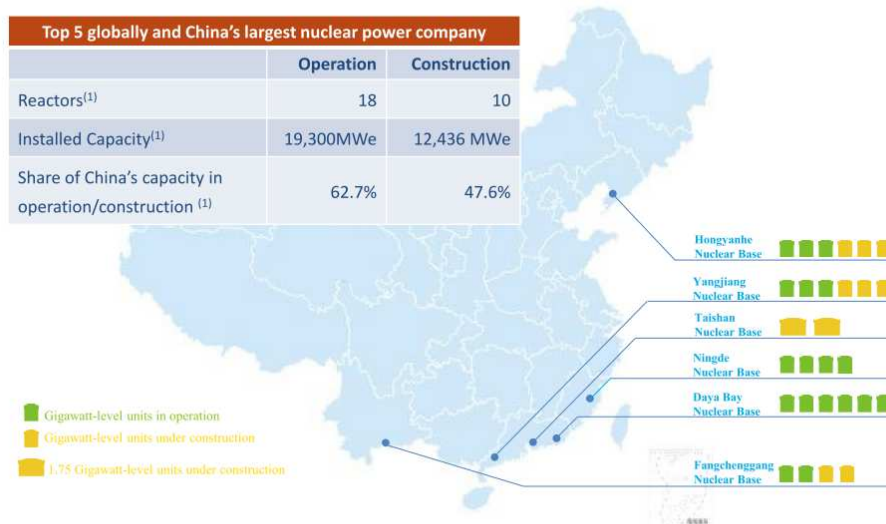 Top 5 globally and China's largest nuclear power company
Operation Construction
Reactors(1) 18 10
Installed Capacity(1) 19,300MWe 12,436 MWe
Share of China's capacity in
operation/construction (1) 62.7% 47.6%
Hongyanhe
Nuclear Base
Yangjiang
Nuclear Base
Taishan
Nuclear Base
Ningde
Nuclear Base
Daya Bay
Nuclear Base
Fangchenggang
Nuclear Base
Gigawatt-level units in operation
Gigawatt-level units under construction
1.75 Gigawatt-level units under construction